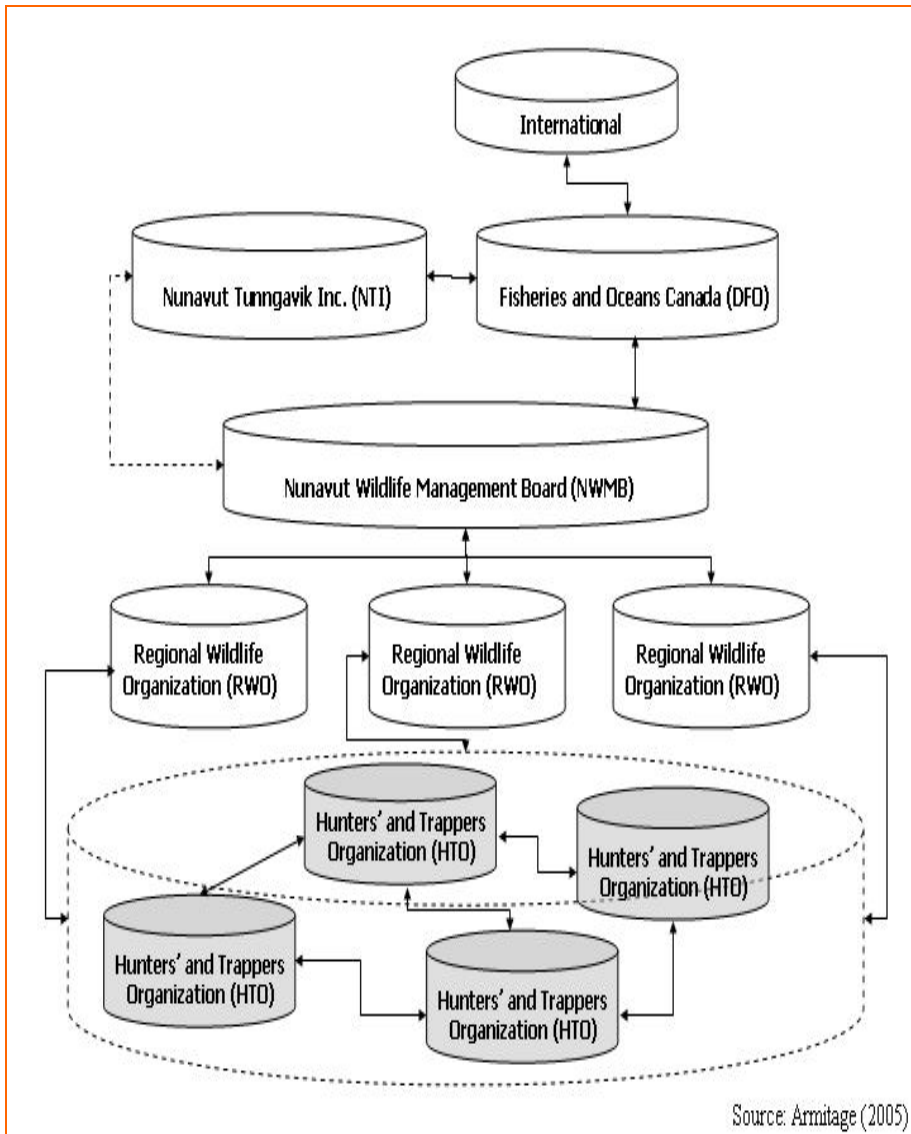 International
Nunavut Tunngavik Inc. (NTI)
Fisheries and Oceans Canada (DFO)
Nunavut Wildlife Management Board (NWMB)
Regional Wildlife
Organization (RWO)
Regional Wildlife
Organization (RWO)
Regional Wildlife
Organization (RWO)
Hunters' and Trappers
Organization (HTO)
Hunters' and Trappers
Organization (HTO)
Hunters' and Trappers
Organization (HTO)
Hunters' and Trappers
Organization (HTO)
Source: Armitage (2005)